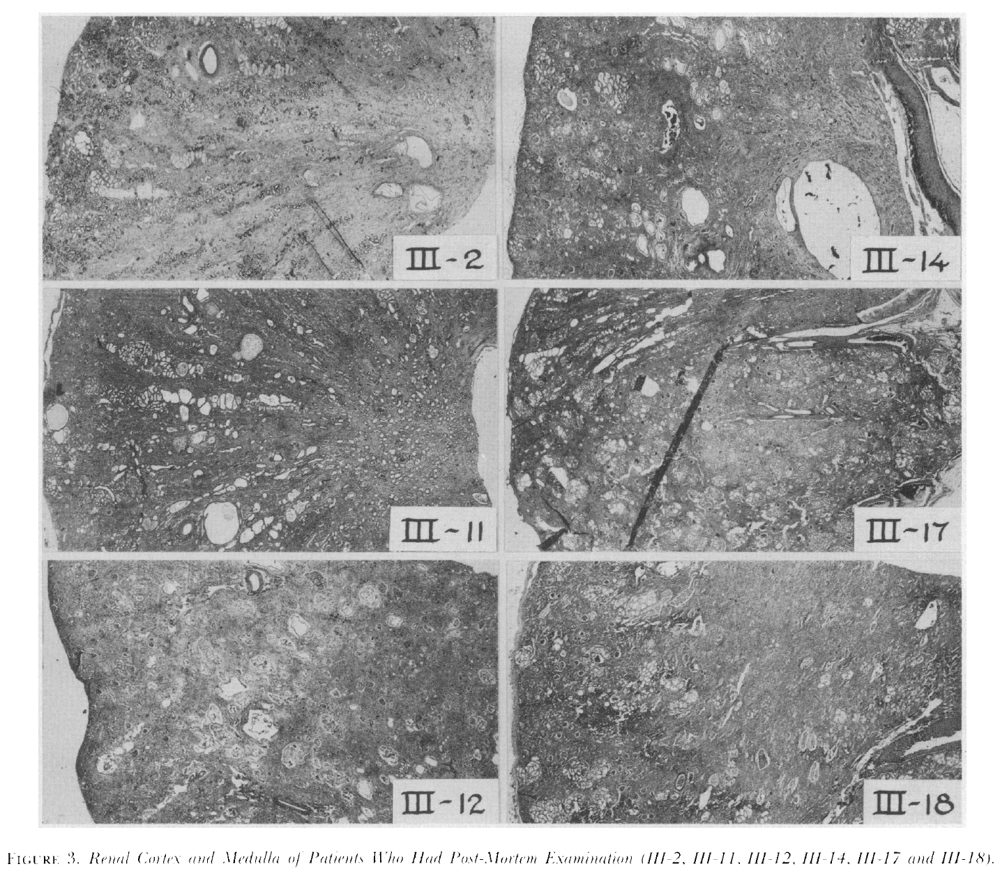 III-2
III-14
III-11
III-17
III-12
III-18
FIGURE 3. Renal Cortex and Medulla of Patients Who Had Post-Mortem Examination (III-2, III-11, III-12, III-14, III-17 and III-18).